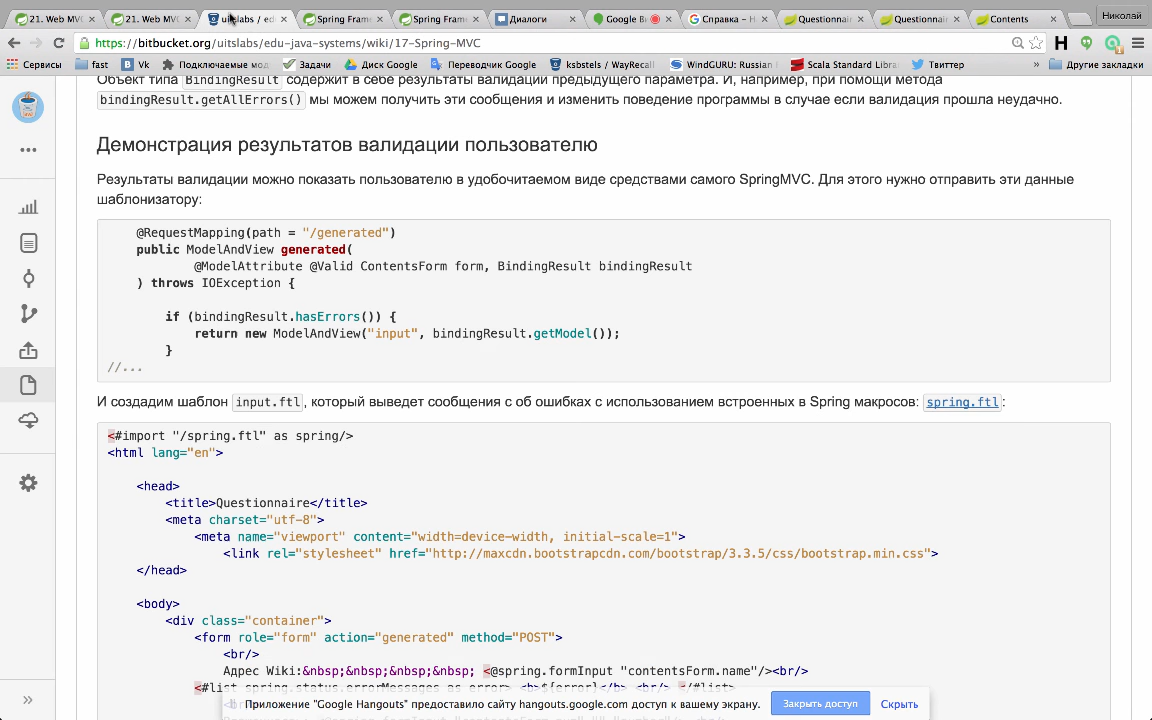 21. Web MV
21. Web MV
uitslabs / ed
Spring Fram
Spring Fram
Диалоги
Google B
Справка – H
Questionnai
Questionnai
Contents
Николай
https://bitbucket.org/uitslabs/edu-java-systems/wiki/17-Spring-MVC
Сервисы
fast
Vk
Подключаемые мод
Задачи
Диск Google
Переводчик Google
ksbstels / WayRecall
WindGURU: Russian
Scala Standard Libra
Твиттер
»
Другие закладки
Объект типа BindingResult содержит в себе результаты валидации предыдущего параметра. И, например, при помощи метода
bindingResult.getAllErrors() мы можем получить эти сообщения и изменить поведение программы в случае если валидация прошла неудачно.
Демонстрация результатов валидации пользователю
Результаты валидации можно показать пользователю в удобочитаемом виде средствами самого SpringMVC. Для этого нужно отправить эти данные
шаблонизатору:
@RequestMapping(path = "/generated")
public ModelAndView generated(
@ModelAttribute @Valid ContentsForm form, BindingResult bindingResult
) throws IOException {
if (bindingResult.hasErrors()) {
return new ModelAndView("input", bindingResult.getModel());
}
//...
И создадим шаблон input.ftl, который выведет сообщения с об ошибках с использованием встроенных в Spring макросов: spring.ftl:
<#import "/spring.ftl" as spring/>
<html lang="en">
<head>
<title>Questionnaire</title>
<meta charset="utf-8">
<meta name="viewport" content="width=device-width, initial-scale=1">
<link rel="stylesheet" href="http://maxcdn.bootstrapcdn.com/bootstrap/3.3.5/css/bootstrap.min.css">
</head>
<body>
<div class="container">
<form role="form" action="generated" method="POST">
<br/>
Адрес Wiki:&nbsp;&nbsp;&nbsp;&nbsp; <@spring.formInput "contentsForm.name"/><br/>
<#list spring.status.errorMessages as error> <b>${error}</b> <br/> </#list>
Приложение "Google Hangouts" предоставило сайту hangouts.google.com доступ к вашему экрану.
Закрыть доступ
Скрыть